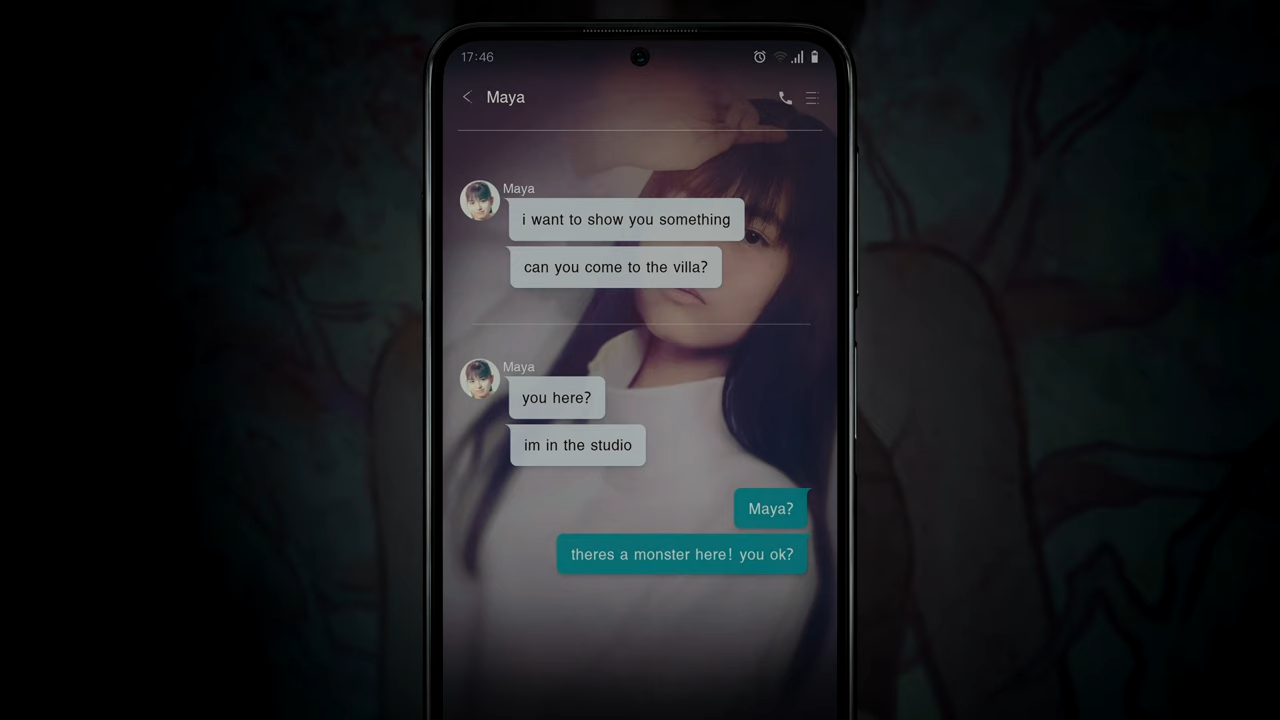 17:46
Maya
Maya
i want to show you something
can you come to the villa?
Maya
you here?
im in the studio
Maya?
theres a monster here! you ok?